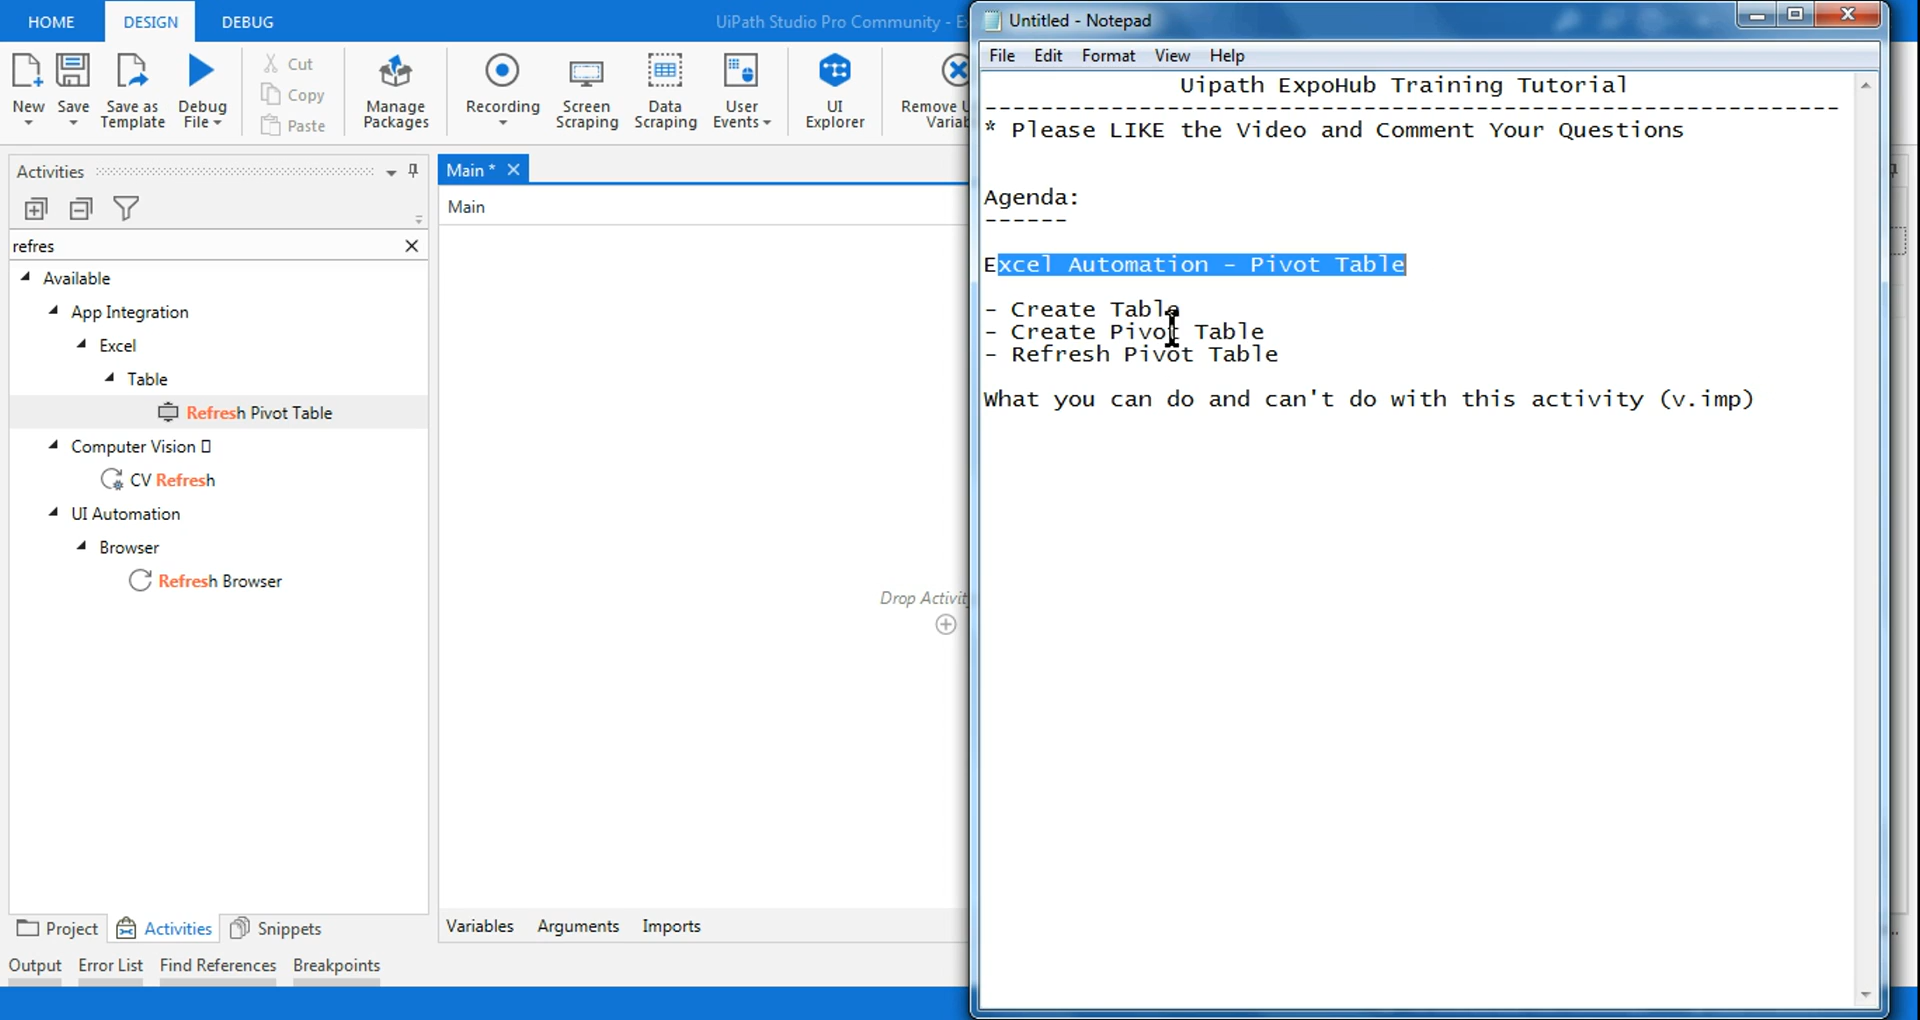 HOME DESIGN DEBUG UiPath Studio Pro Community - E
New Save Save as Template Debug File Cut Copy Paste Manage Packages Recording Screen Scraping Data Scraping User Events UI Explorer Remove U Variab
Activities
refres
Available
App Integration
Excel
Table
Refresh Pivot Table
Computer Vision
CV Refresh
UI Automation
Browser
Refresh Browser
Project Activities Snippets
Output Error List Find References Breakpoints
Main *
Main
Drop Activit
Variables Arguments Imports
Untitled - Notepad
File Edit Format View Help
Uipath ExpoHub Training Tutorial
-------------------------------------------------------------
* Please LIKE the Video and Comment Your Questions
Agenda:
------
Excel Automation - Pivot Table
- Create Table
- Create Pivot Table
- Refresh Pivot Table
What you can do and can't do with this activity (v.imp)